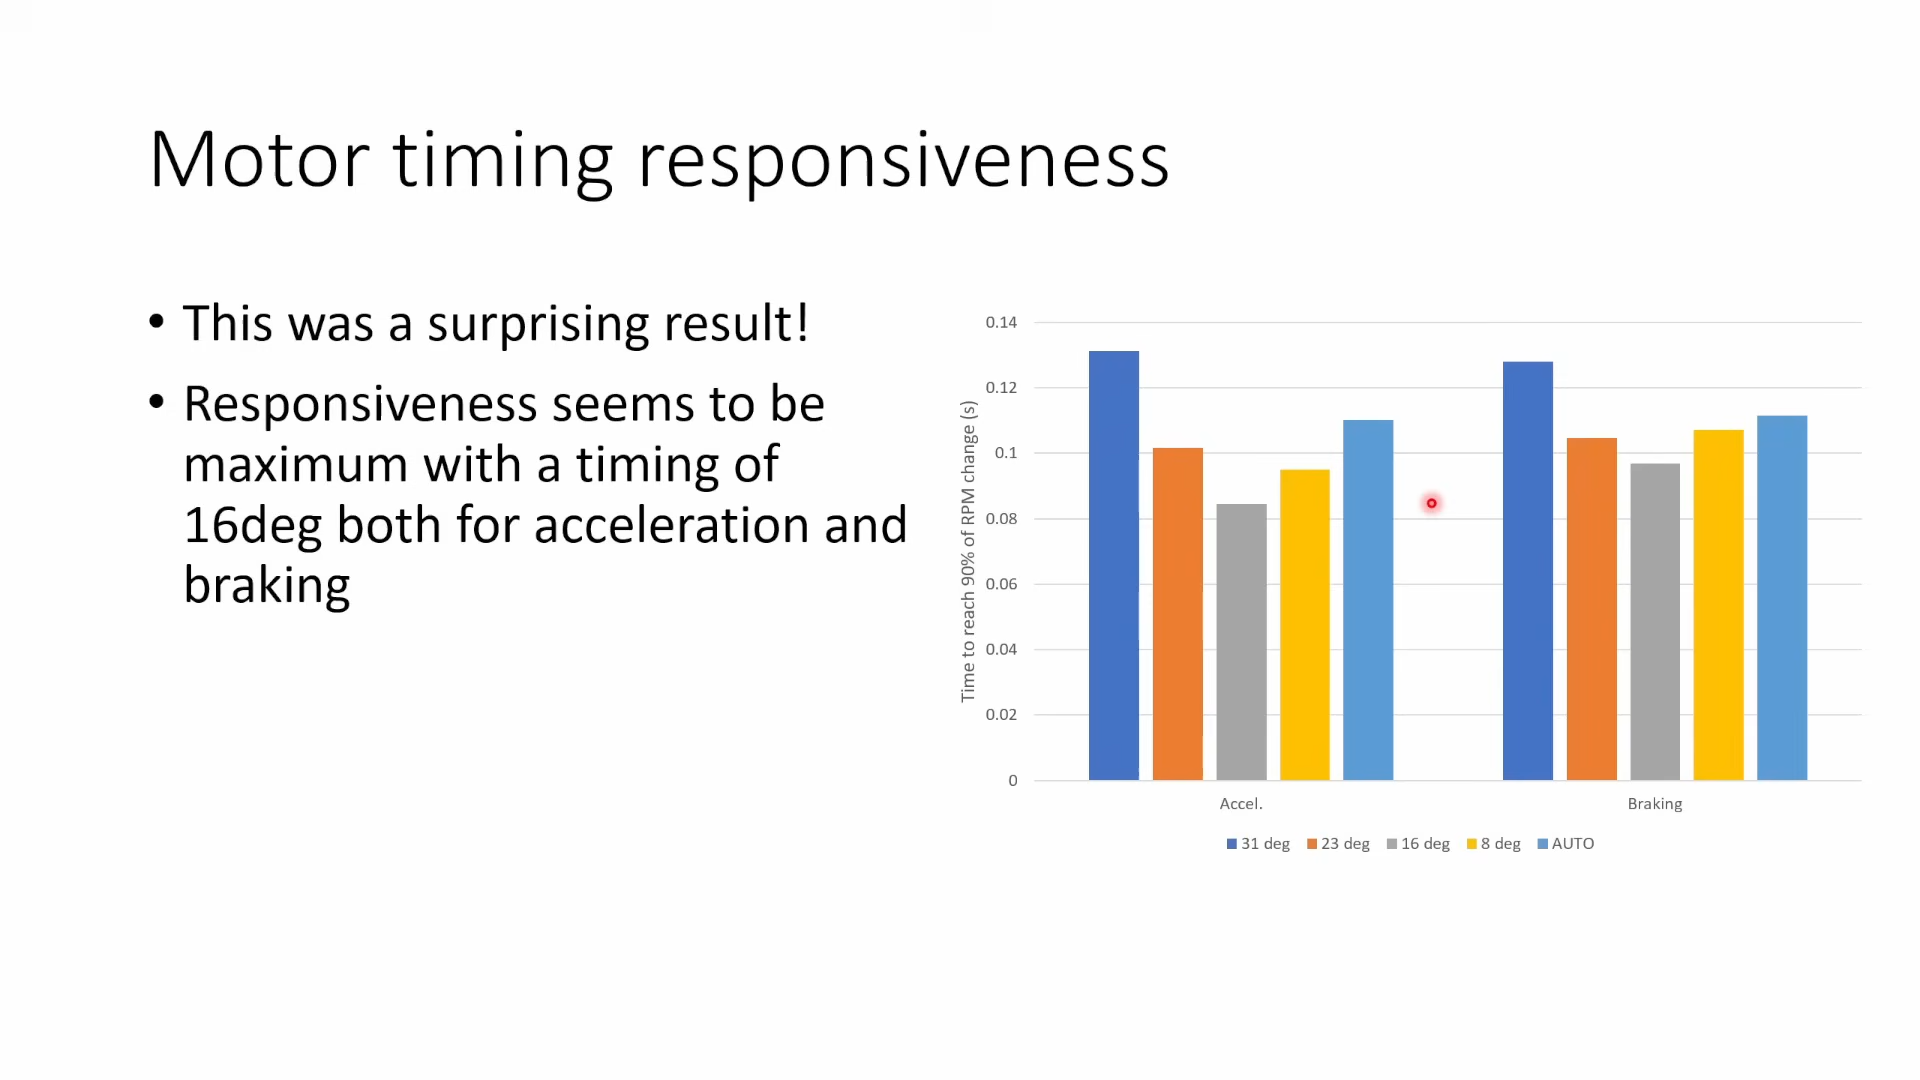 Motor timing responsiveness
• This was a surprising result!
• Responsiveness seems to be
maximum with a timing of
16deg both for acceleration and
braking
Time to reach 90% of RPM change (s)
0.14
0.12
0.1
0.08
0.06
0.04
0.02
0
Accel. Braking
31 deg 23 deg 16 deg 8 deg AUTO